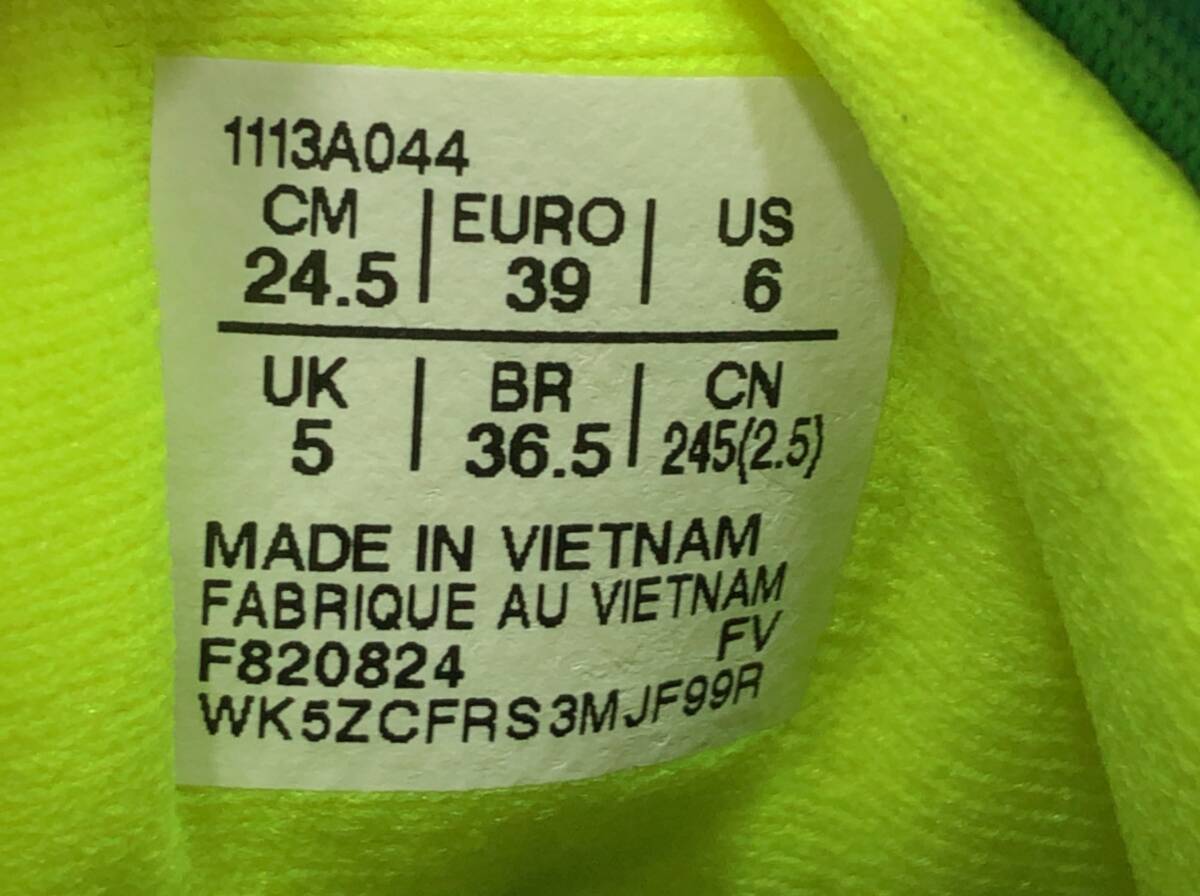 1113A044
CM | EURO | US
24.5 | 39 | 6
UK | BR | CN
5 | 36.5 | 245(2.5)
MADE IN VIETNAM
FABRIQUE AU VIETNAM
F820824 FV
WK5ZCFRS3MJF99R